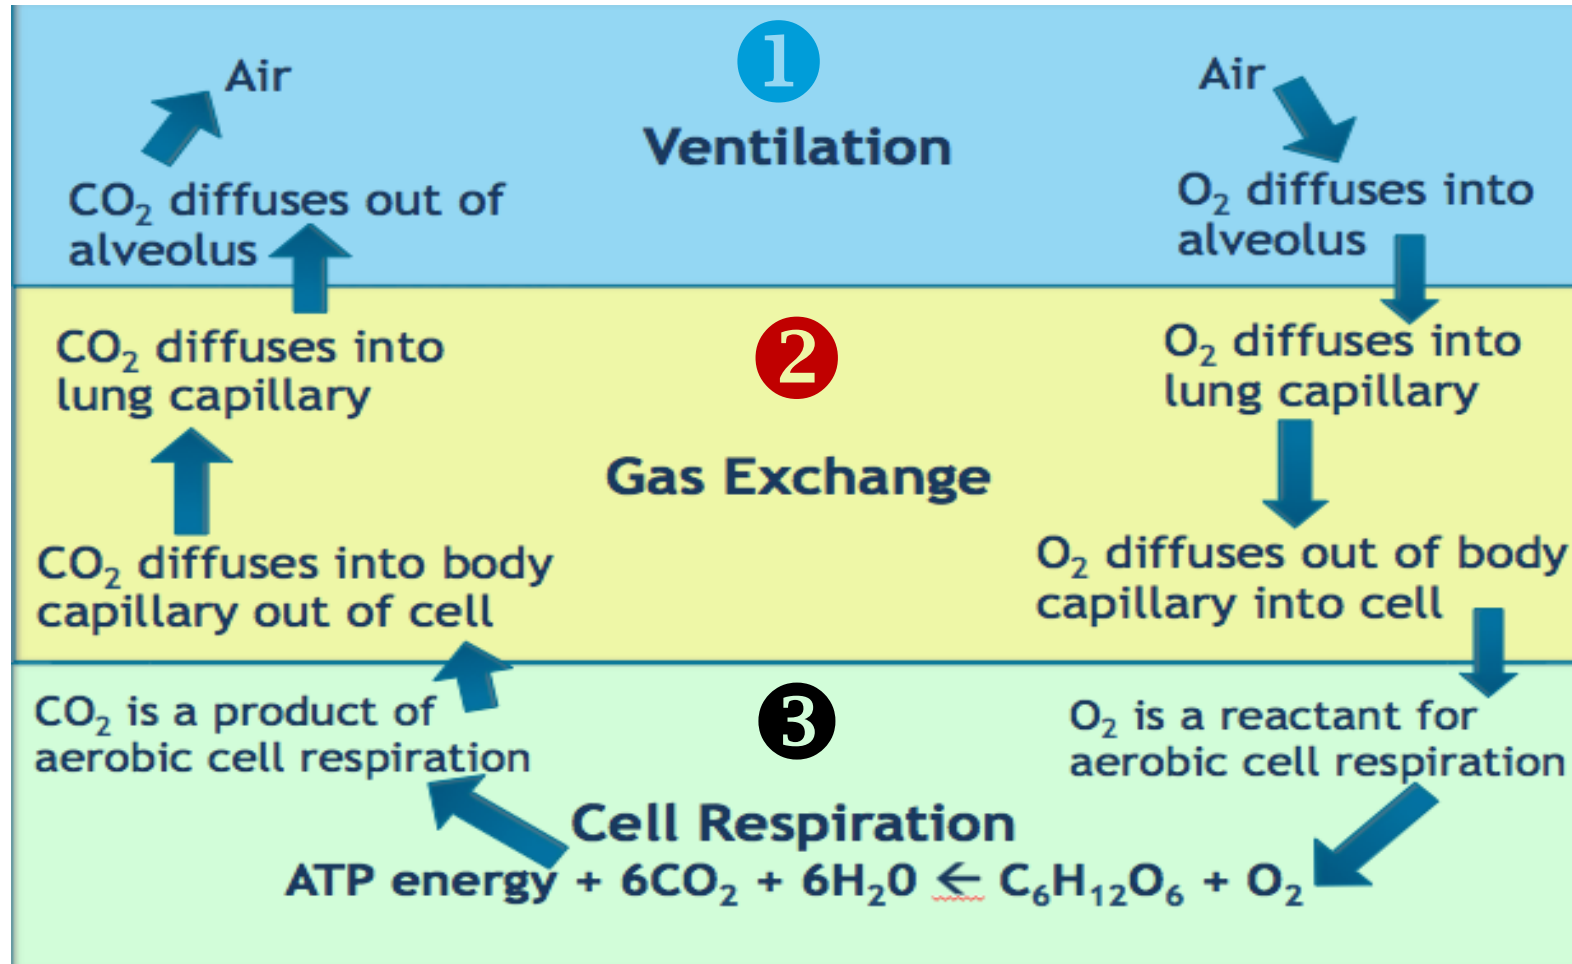 1
Air
Air
Ventilation
CO₂ diffuses out of
alveolus
O₂ diffuses into
alveolus
2
CO₂ diffuses into
lung capillary
O₂ diffuses into
lung capillary
Gas Exchange
CO₂ diffuses into body
capillary out of cell
O₂ diffuses out of body
capillary into cell
3
CO₂ is a product of
aerobic cell respiration
O₂ is a reactant for
aerobic cell respiration
Cell Respiration
ATP energy + 6CO₂ + 6H₂0 ← C₆H₁₂O₆ + O₂